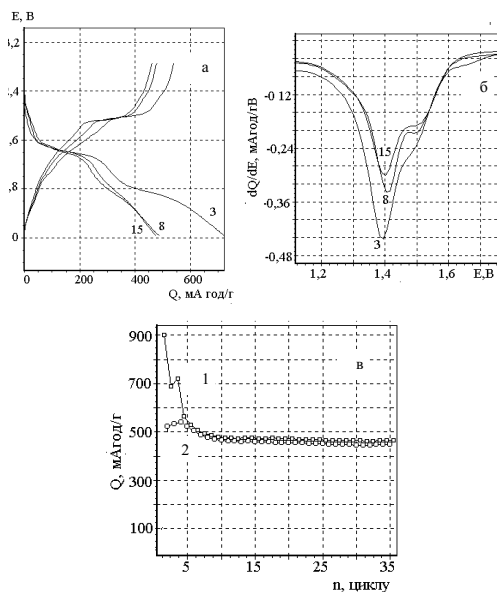 E, В
,2
,4
,6
,8
0
а
3
8
15
0 200 400 600
Q, мА год/г
dQ/dE, мАгод/гВ
-0,12
-0,24
-0,36
-0,48
б
15
8
3
1,2 1,4 1,6 E,В
Q, мАгод/г
900
700
500
300
100
в
1
2
5 15 25 35
n, циклу